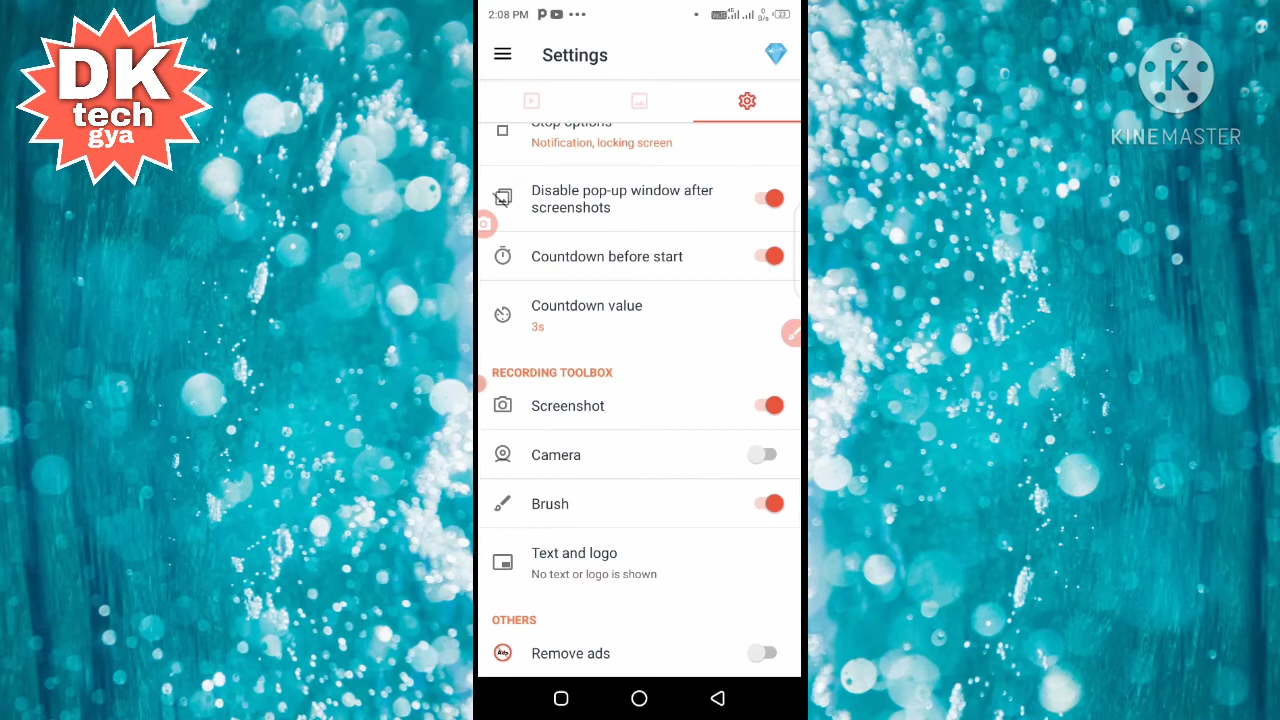 DK
tech
gya
2:08 PM
23
Settings
KINEMASTER
Stop options
Notification, locking screen
Disable pop-up window after
screenshots
Countdown before start
Countdown value
3s
RECORDING TOOLBOX
Screenshot
Camera
Brush
Text and logo
No text or logo is shown
OTHERS
Remove ads